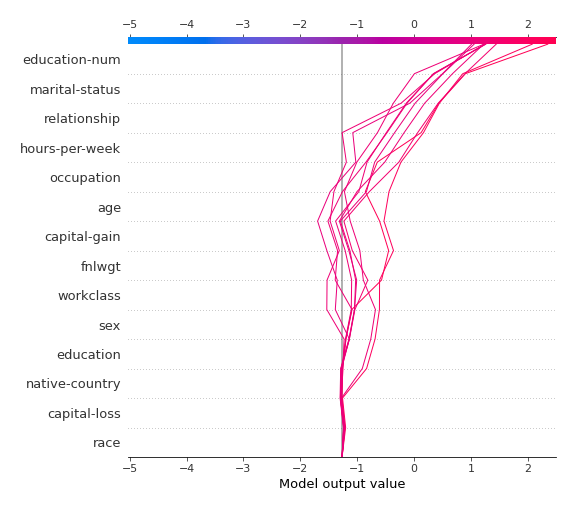 −5 −4 −3 −2 −1 0 1 2
education-num
marital-status
relationship
hours-per-week
occupation
age
capital-gain
fnlwgt
workclass
sex
education
native-country
capital-loss
race
−5 −4 −3 −2 −1 0 1 2
Model output value